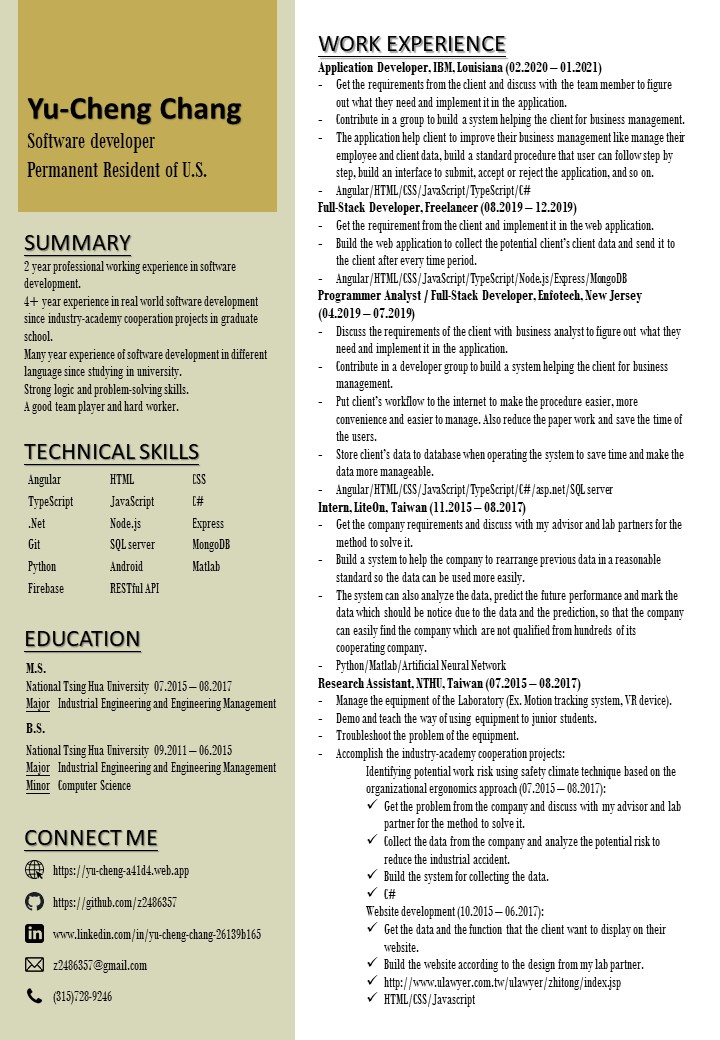 Yu-Cheng Chang
Software developer
Permanent Resident of U.S.
SUMMARY
2 year professional working experience in software
development.
4+ year experience in real world software development
since industry-academy cooperation projects in graduate
school.
Many year experience of software development in different
language since studying in university.
Strong logic and problem-solving skills.
A good team player and hard worker.
TECHNICAL SKILLS
Angular HTML CSS
TypeScript JavaScript C#
.Net Node.js Express
Git SQL server MongoDB
Python Android Matlab
Firebase RESTful API
EDUCATION
M.S.
National Tsing Hua University 07.2015 – 08.2017
Major Industrial Engineering and Engineering Management
B.S.
National Tsing Hua University 09.2011 – 06.2015
Major Industrial Engineering and Engineering Management
Minor Computer Science
CONNECT ME
https://yu-cheng-a41d4.web.app
https://github.com/z2486357
www.linkedin.com/in/yu-cheng-chang-26139b165
z2486357@gmail.com
(315)728-9246
WORK EXPERIENCE
Application Developer, IBM, Louisiana (02.2020 – 01.2021)
- Get the requirements from the client and discuss with the team member to figure
out what they need and implement it in the application.
- Contribute in a group to build a system helping the client for business management.
- The application help client to improve their business management like manage their
employee and client data, build a standard procedure that user can follow step by
step, build an interface to submit, accept or reject the application, and so on.
- Angular/HTML/CSS/JavaScript/TypeScript/C#
Full-Stack Developer, Freelancer (08.2019 – 12.2019)
- Get the requirement from the client and implement it in the web application.
- Build the web application to collect the potential client's client data and send it to
the client after every time period.
- Angular/HTML/CSS/JavaScript/TypeScript/Node.js/Express/MongoDB
Programmer Analyst / Full-Stack Developer, Enfotech, New Jersey
(04.2019 – 07.2019)
- Discuss the requirements of the client with business analyst to figure out what they
need and implement it in the application.
- Contribute in a developer group to build a system helping the client for business
management.
- Put client's workflow to the internet to make the procedure easier, more
convenience and easier to manage. Also reduce the paper work and save the time of
the users.
- Store client's data to database when operating the system to save time and make the
data more manageable.
- Angular/HTML/CSS/JavaScript/TypeScript/C#/asp.net/SQL server
Intern, LiteOn, Taiwan (11.2015 – 08.2017)
- Get the company requirements and discuss with my advisor and lab partners for the
method to solve it.
- Build a system to help the company to rearrange previous data in a reasonable
standard so the data can be used more easily.
- The system can also analyze the data, predict the future performance and mark the
data which should be notice due to the data and the prediction, so that the company
can easily find the company which are not qualified from hundreds of its
cooperating company.
- Python/Matlab/Artificial Neural Network
Research Assistant, NTHU, Taiwan (07.2015 – 08.2017)
- Manage the equipment of the Laboratory (Ex. Motion tracking system, VR device).
- Demo and teach the way of using equipment to junior students.
- Troubleshoot the problem of the equipment.
- Accomplish the industry-academy cooperation projects:
Identifying potential work risk using safety climate technique based on the
organizational ergonomics approach (07.2015 – 08.2017):
✓ Get the problem from the company and discuss with my advisor and lab
partner for the method to solve it.
✓ Collect the data from the company and analyze the potential risk to
reduce the industrial accident.
✓ Build the system for collecting the data.
✓ C#
Website development (10.2015 – 06.2017):
✓ Get the data and the function that the client want to display on their
website.
✓ Build the website according to the design from my lab partner.
✓ http://www.ulawyer.com.tw/ulawyer/zhitong/index.jsp
✓ HTML/CSS/Javascript